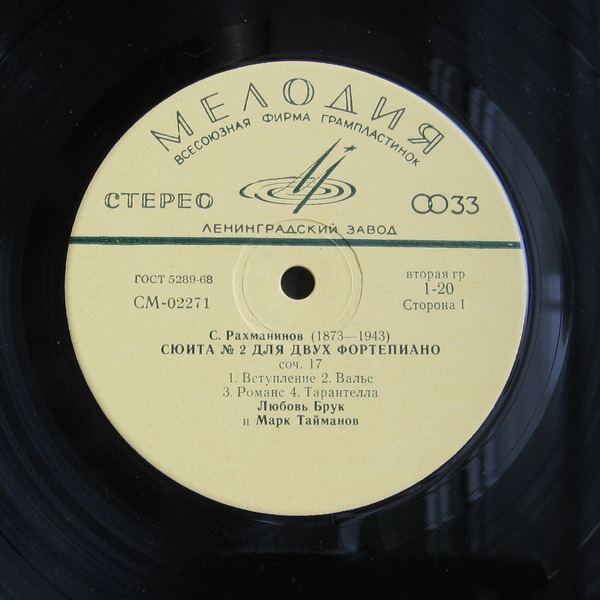 МЕЛОДИЯ
ВСЕСОЮЗНАЯ ФИРМА ГРАМПЛАСТИНОК
СТЕРЕО
33
ЛЕНИНГРАДСКИЙ ЗАВОД
ГОСТ 5289-68
СМ-02271
вторая гр
1-20
Сторона 1
С. Рахманинов (1873—1943)
СЮИТА № 2 ДЛЯ ДВУХ ФОРТЕПИАНО
соч. 17
1. Вступление 2. Вальс
3. Романс 4. Тарантелла
Любовь Брук
и Марк Тайманов